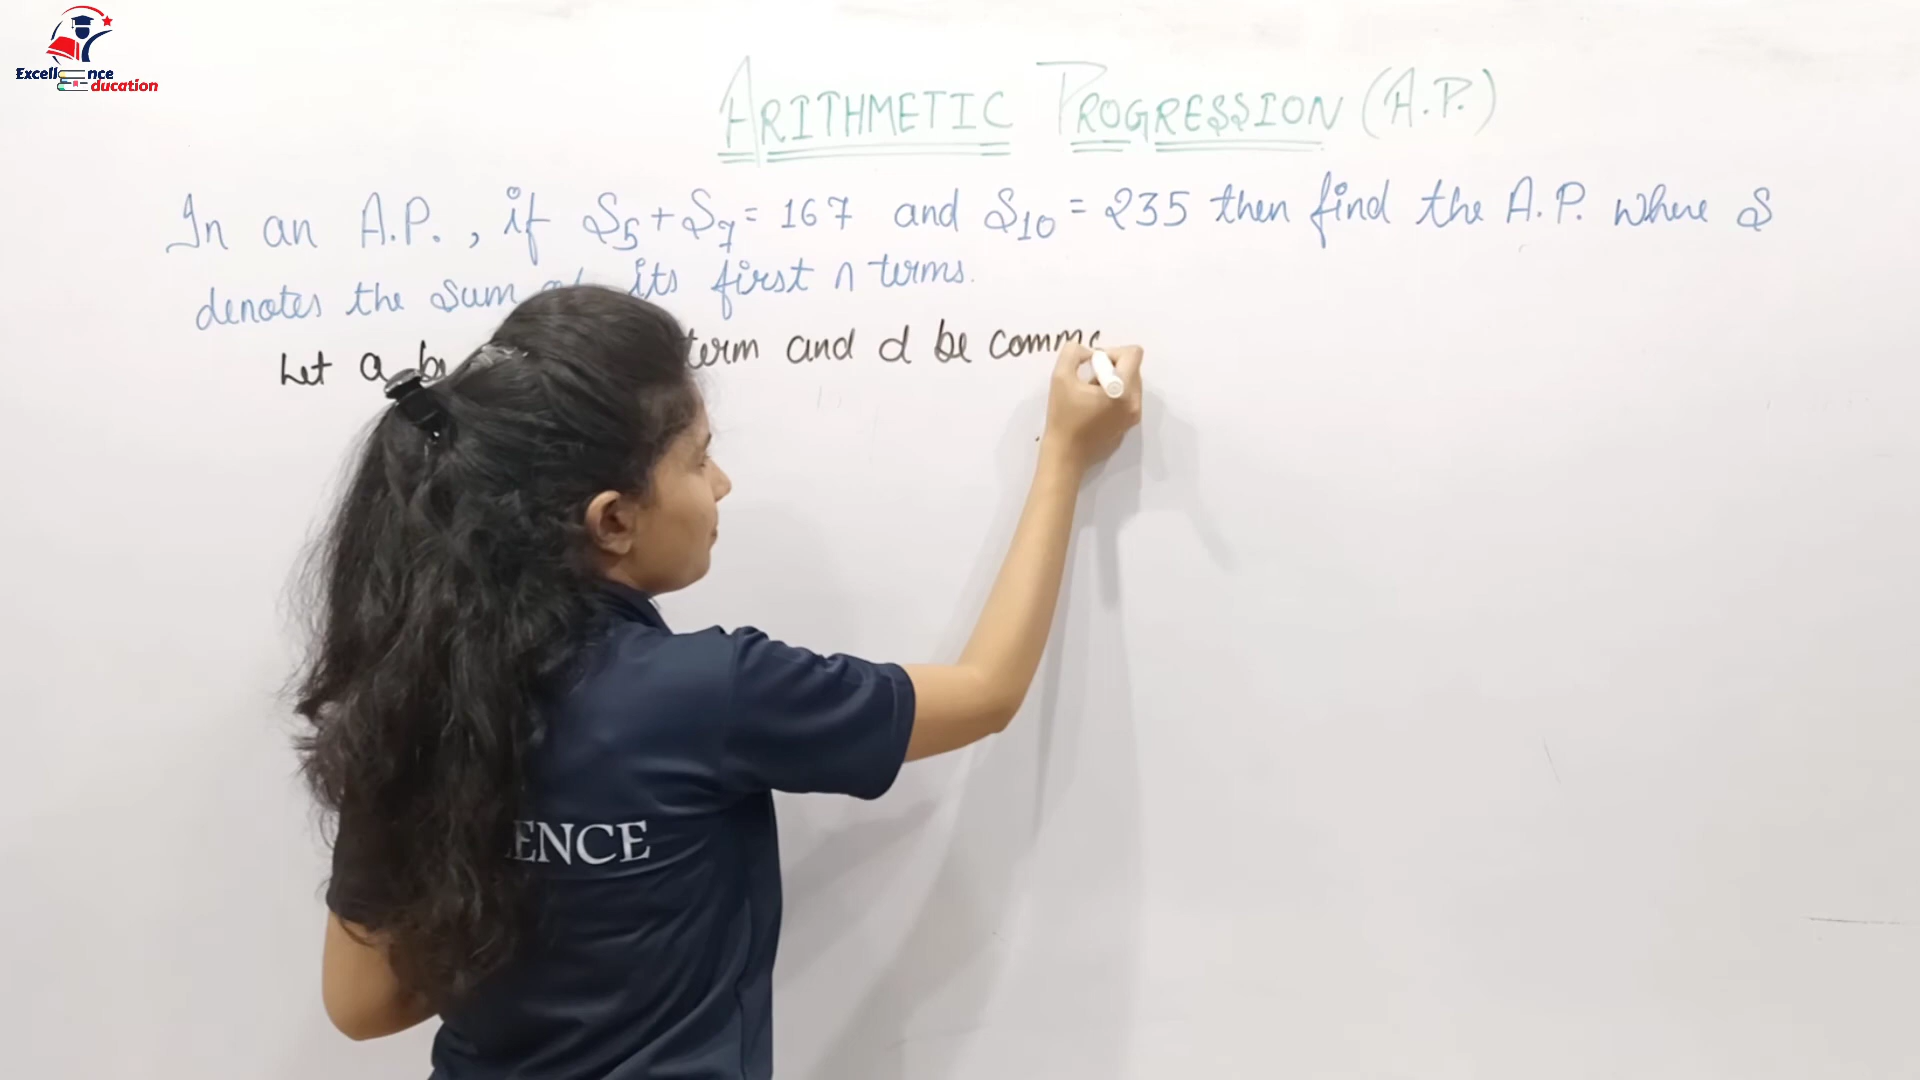 Excellence
Education
ARITHMETIC PROGRESSION (A.P.)
In an A.P., if S5 + S7 = 167 and S10 = 235 then find the A.P. where S
denotes the sum its first n terms.
Let a be term and d be comm
ENCE